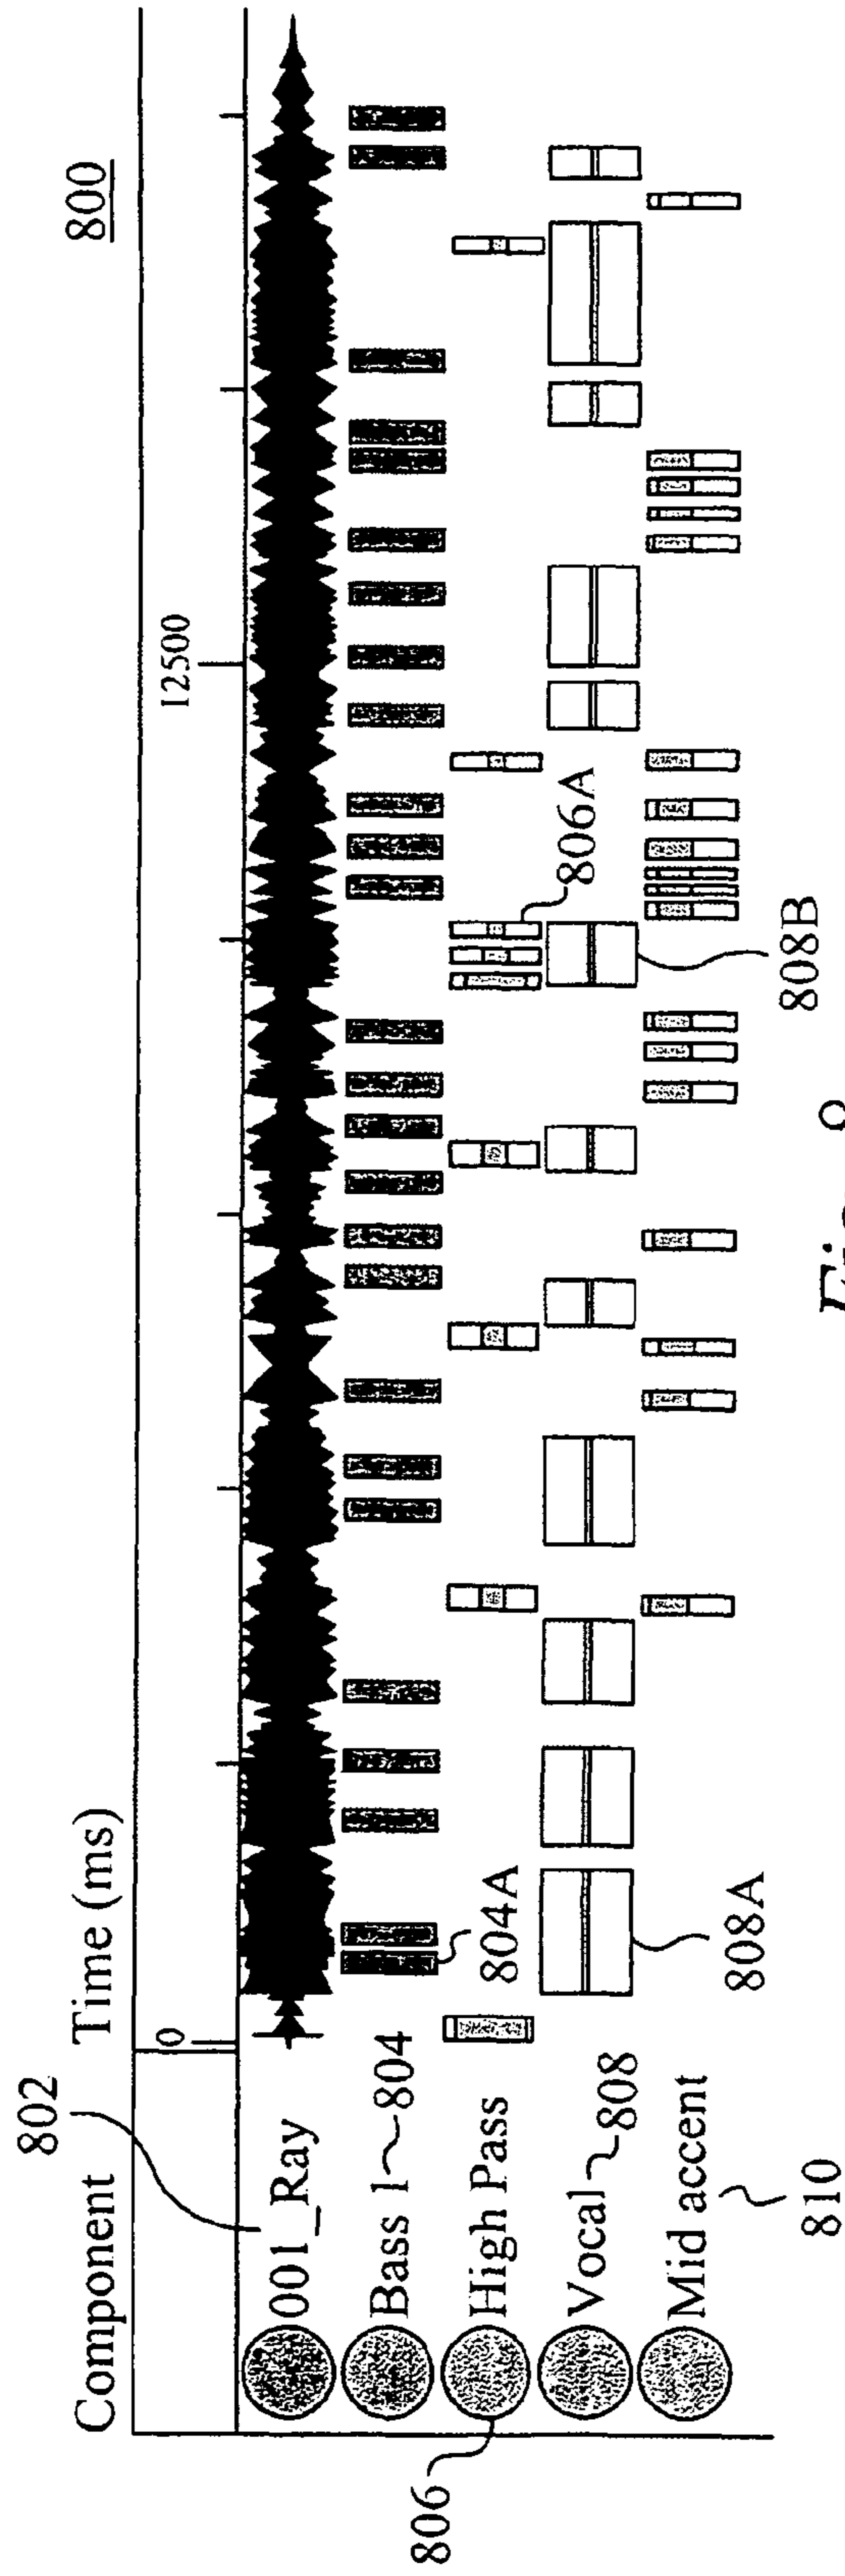 800
802
Component
Time (ms)
0
12500
001_Ray
Bass 1~804
804A
806
High Pass
806A
Vocal~808
808A
808B
Mid accent
810